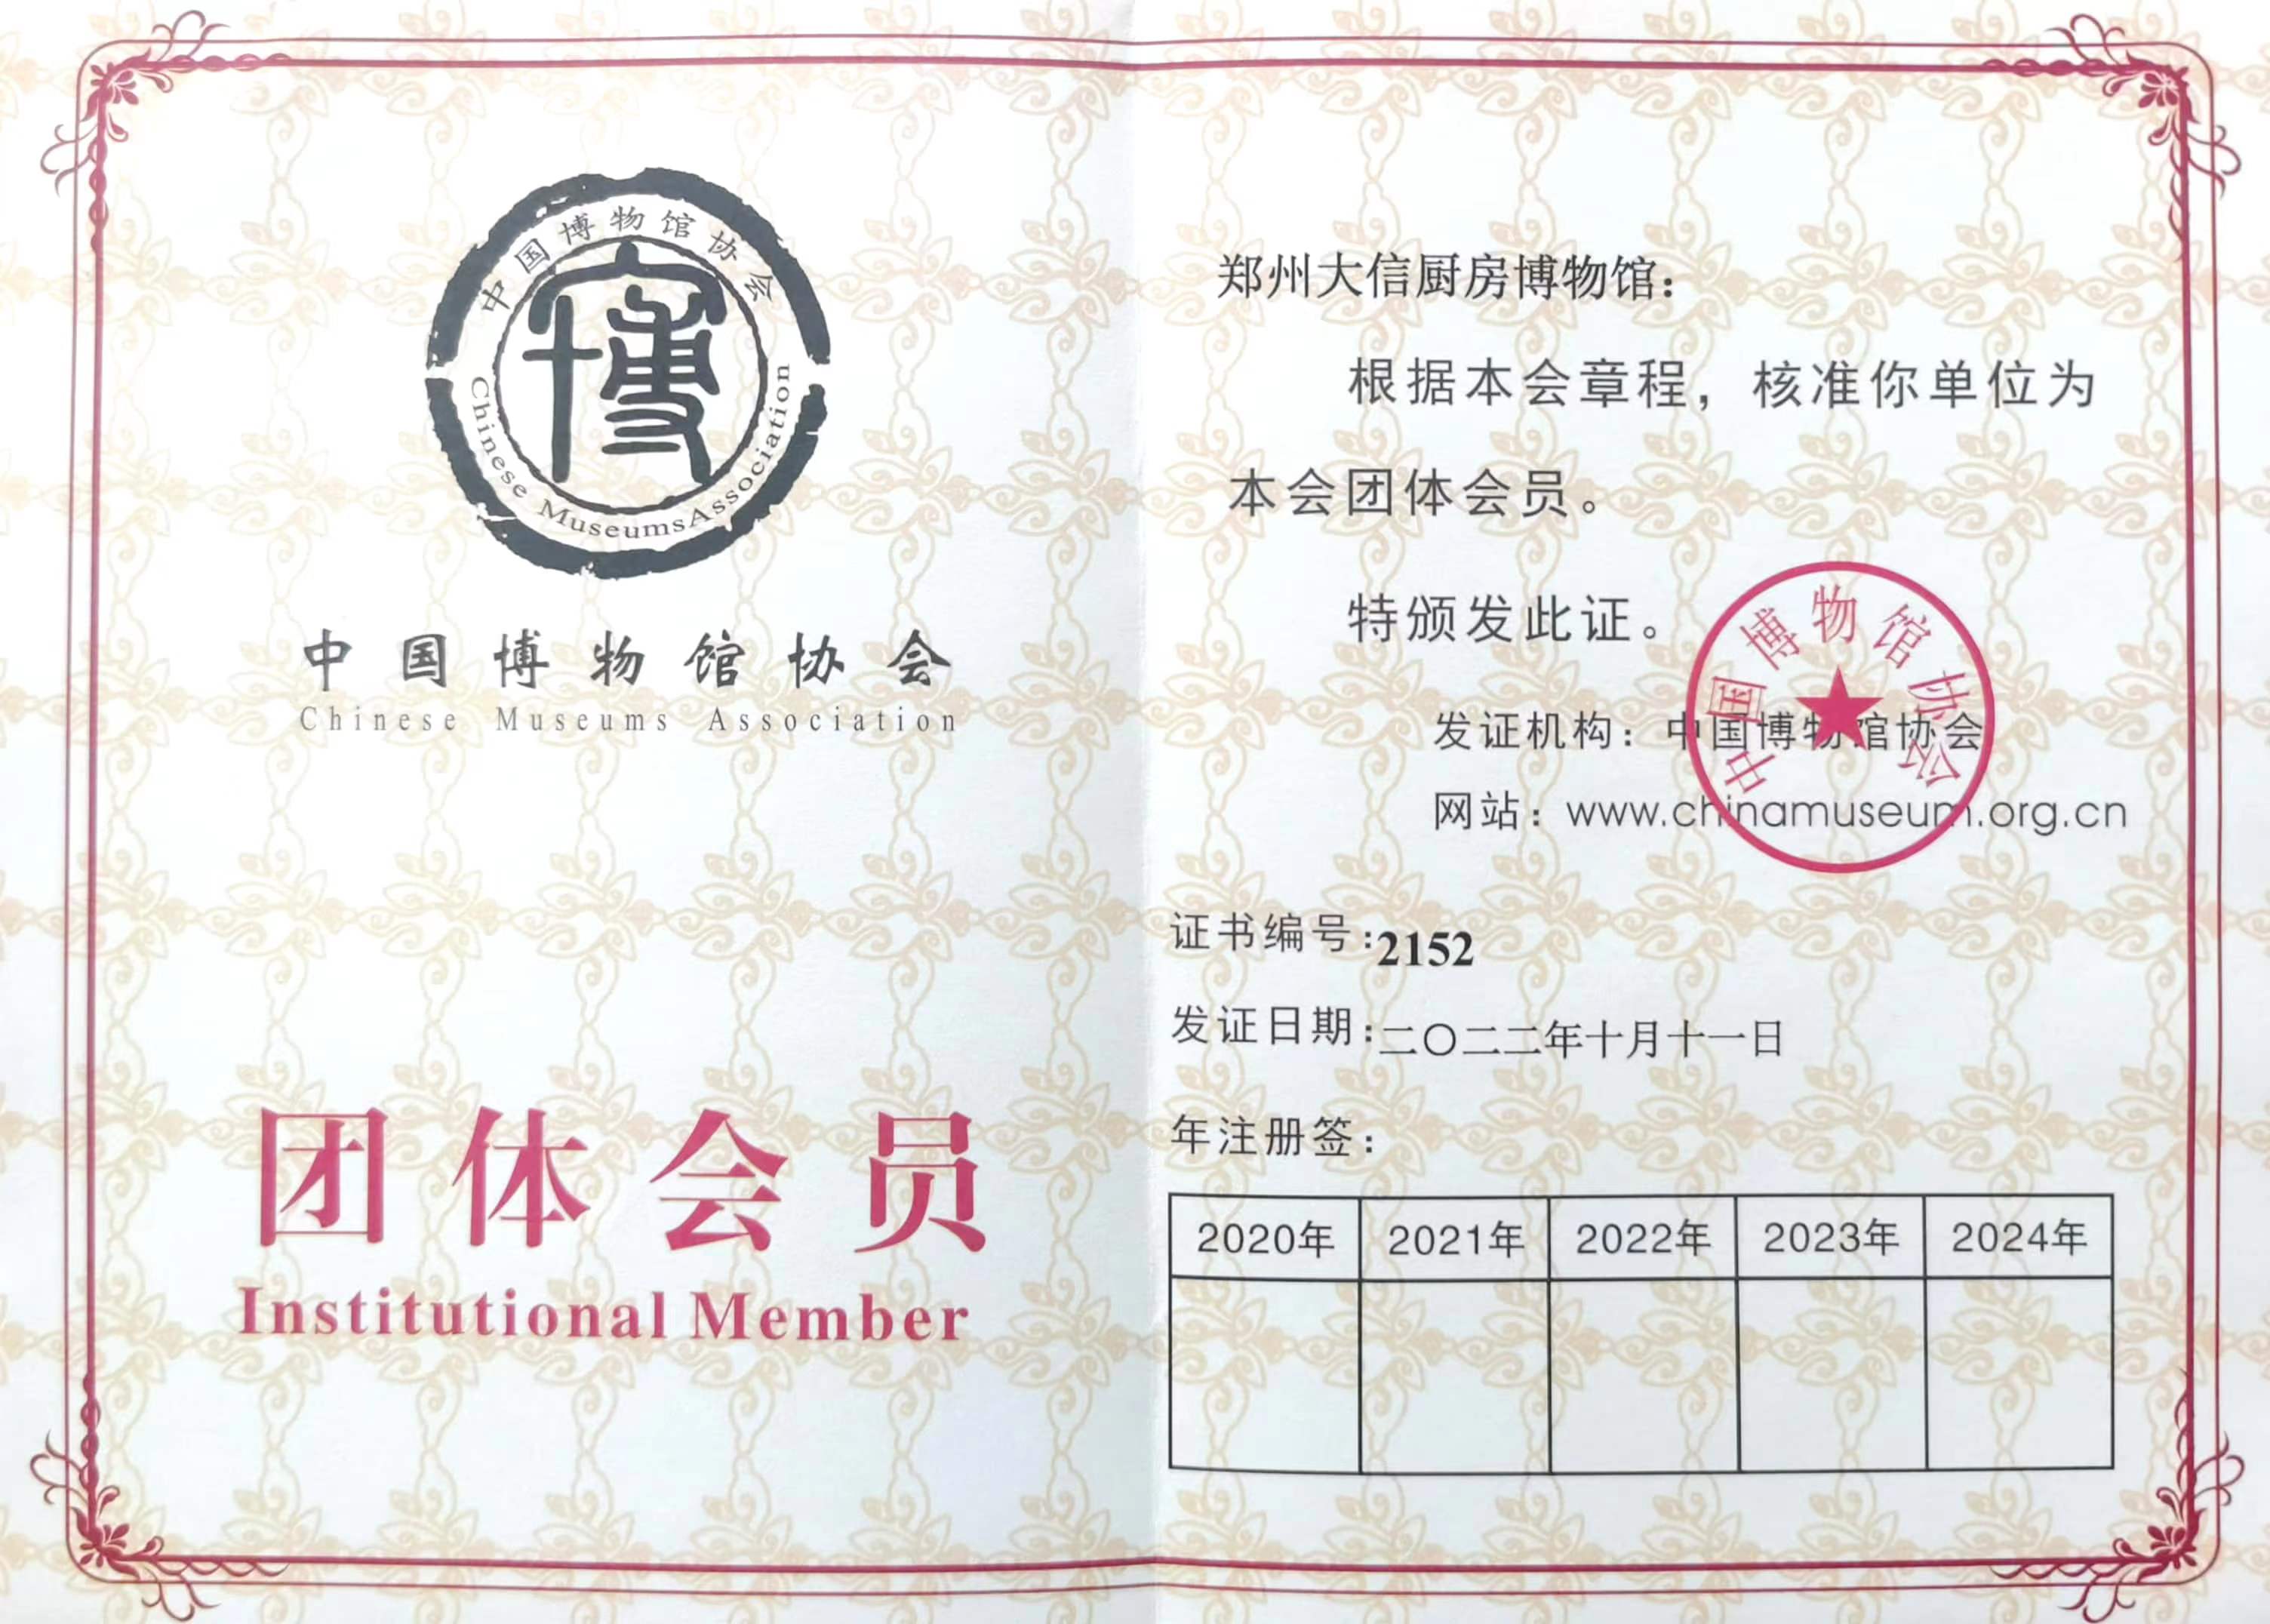 中国博物馆协会
博
Chinese MuseumsAssociation
中国博物馆协会
Chinese Museums Association
团体会员
Institutional Member
郑州大信厨房博物馆：
根据本会章程，核准你单位为
本会团体会员。
特颁发此证。
中国博物馆协会
发证机构：中国博物馆协会
网站：www.chinamuseum.org.cn
证书编号:2152
发证日期:二〇二二年十月十一日
年注册签：
2020年 2021年 2022年 2023年 2024年